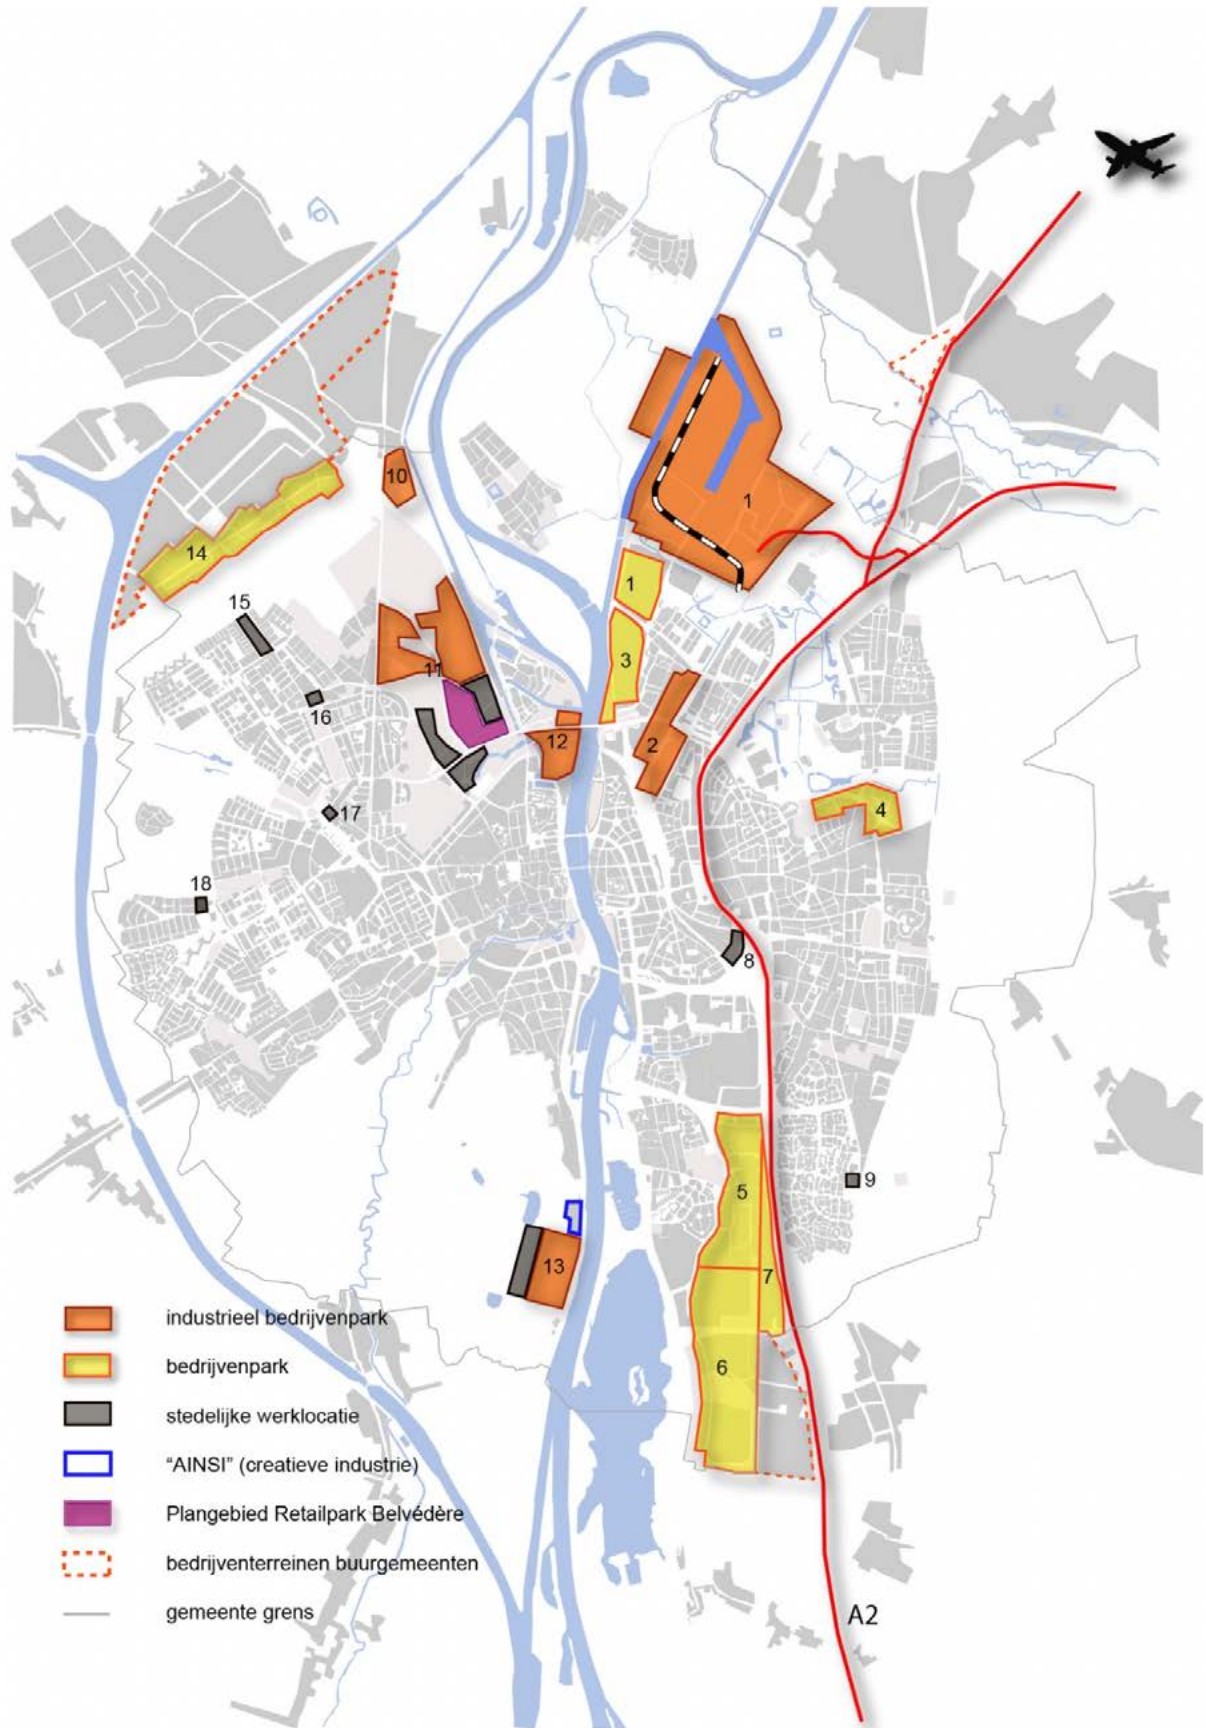 10
1
14
1
15
3
11
16
2
12
4
17
18
8
9
5
13
7
6
industrieel bedrijvenpark
bedrijvenpark
stedelijke werklocatie
“AINSI” (creatieve industrie)
Plangebied Retailpark Belvédère
bedrijventerreinen buurgemeenten
gemeente grens
A2